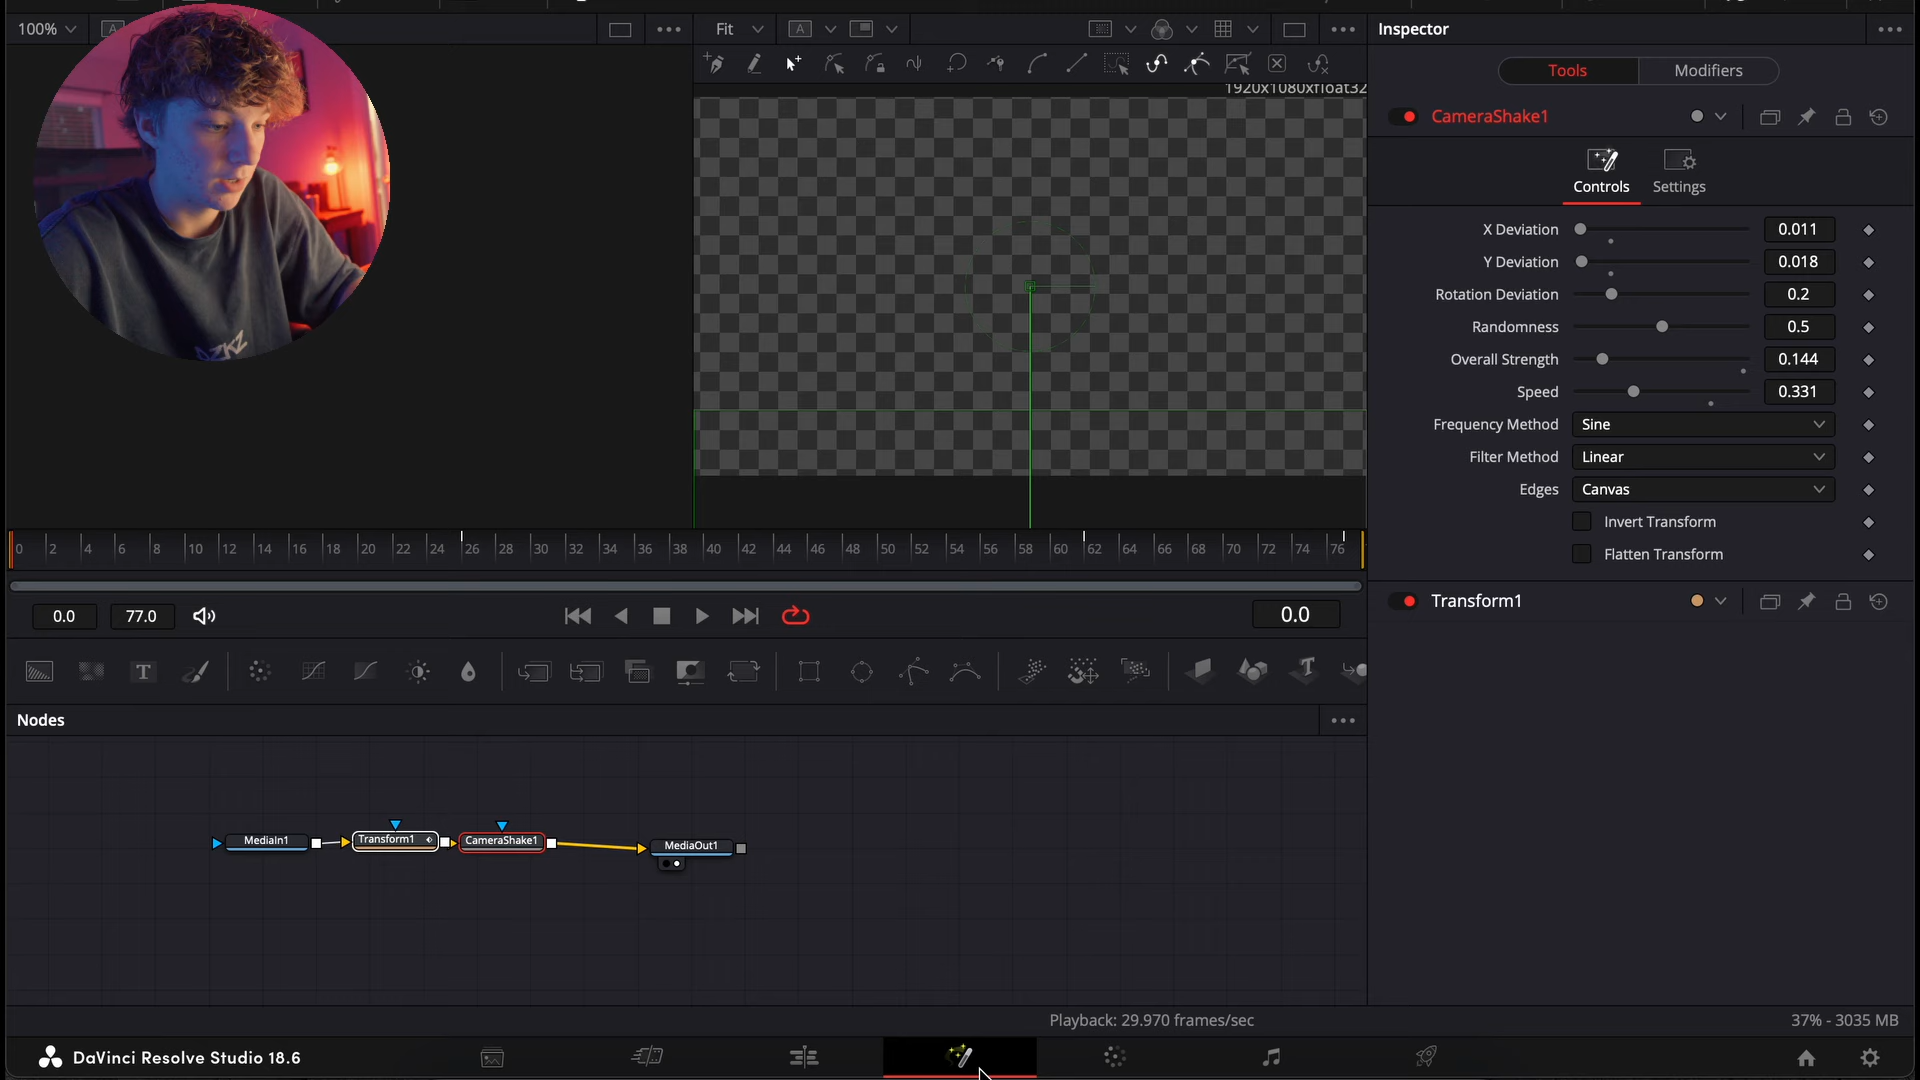 100%
Fit
Inspector
Tools
Modifiers
1920x1080xfloat32
CameraShake1
Controls
Settings
X Deviation 0.011
Y Deviation 0.018
Rotation Deviation 0.2
Randomness 0.5
Overall Strength 0.144
Speed 0.331
Frequency Method Sine
Filter Method Linear
Edges Canvas
Invert Transform
Flatten Transform
0 2 4 6 8 10 12 14 16 18 20 22 24 26 28 30 32 34 36 38 40 42 44 46 48 50 52 54 56 58 60 62 64 66 68 70 72 74 76
0.0 77.0 0.0
Transform1
T
Nodes
MediaIn1 Transform1 CameraShake1 MediaOut1
Playback: 29.970 frames/sec
37% - 3035 MB
DaVinci Resolve Studio 18.6